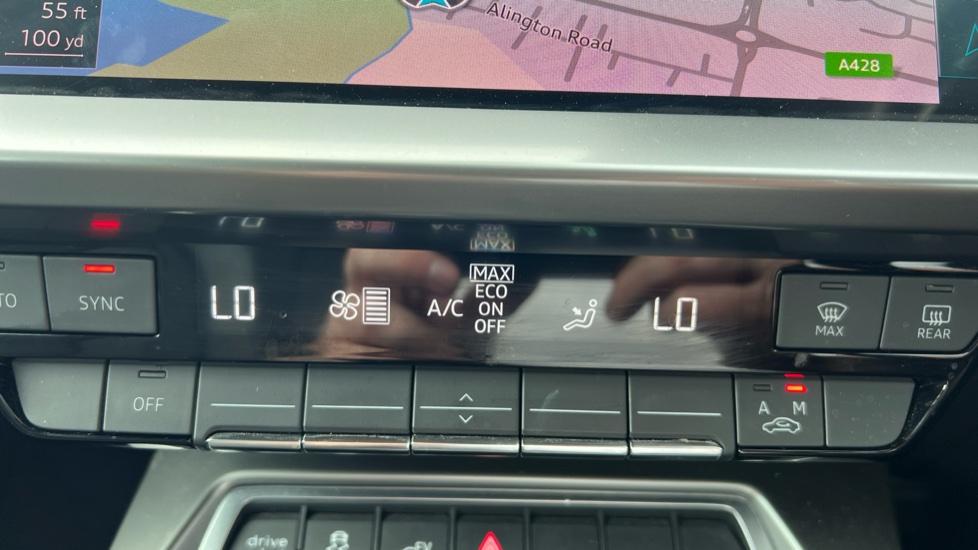 55 ft
100 yd
Alington Road
A428
TO
SYNC
LO
A/C
MAX
ECO
ON
OFF
LO
MAX
REAR
OFF
A M
drive